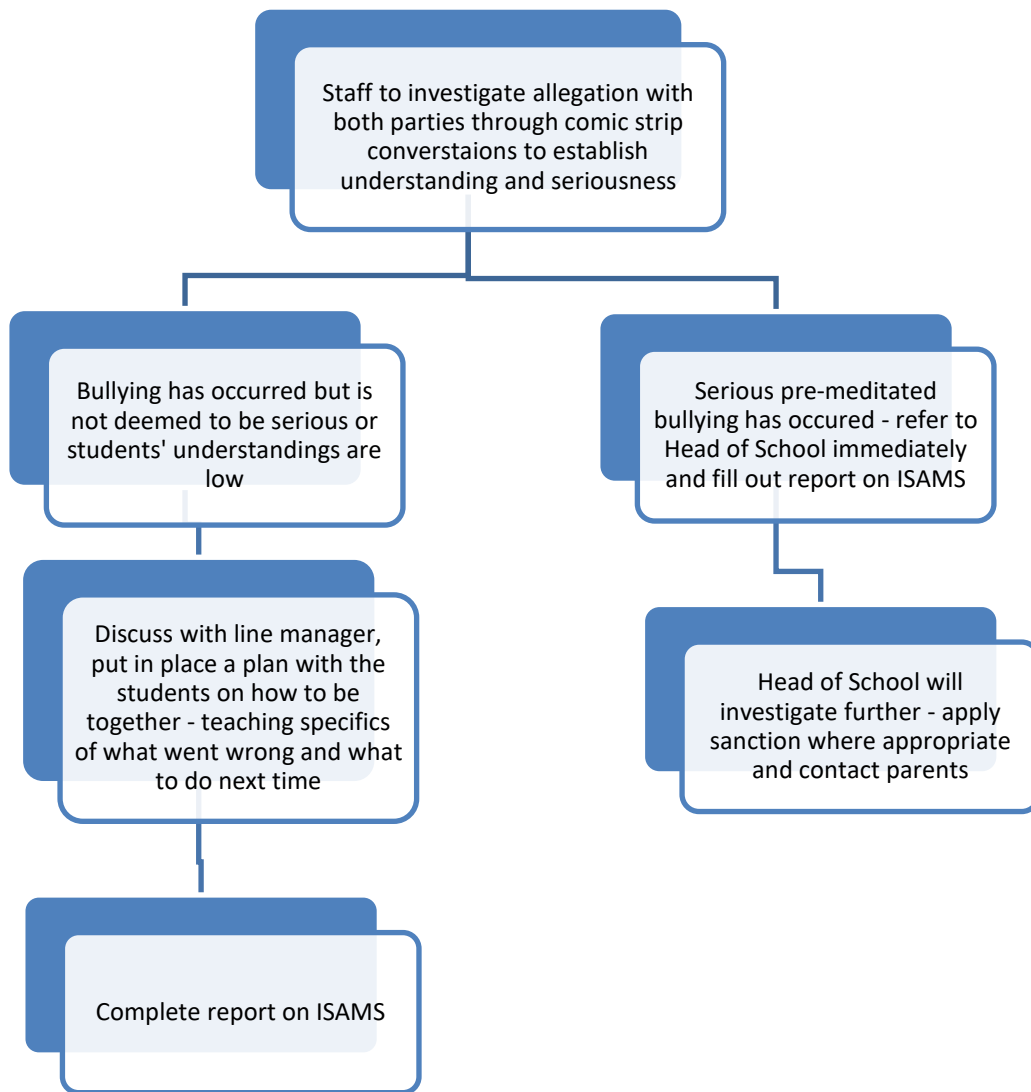 Staff to investigate allegation with
both parties through comic strip
converstaions to establish
understanding and seriousness
Bullying has occurred but is
not deemed to be serious or
students' understandings are
low
Serious pre-meditated
bullying has occured - refer to
Head of School immediately
and fill out report on ISAMS
Discuss with line manager,
put in place a plan with the
students on how to be
together - teaching specifics
of what went wrong and what
to do next time
Head of School will
investigate further - apply
sanction where appropriate
and contact parents
Complete report on ISAMS